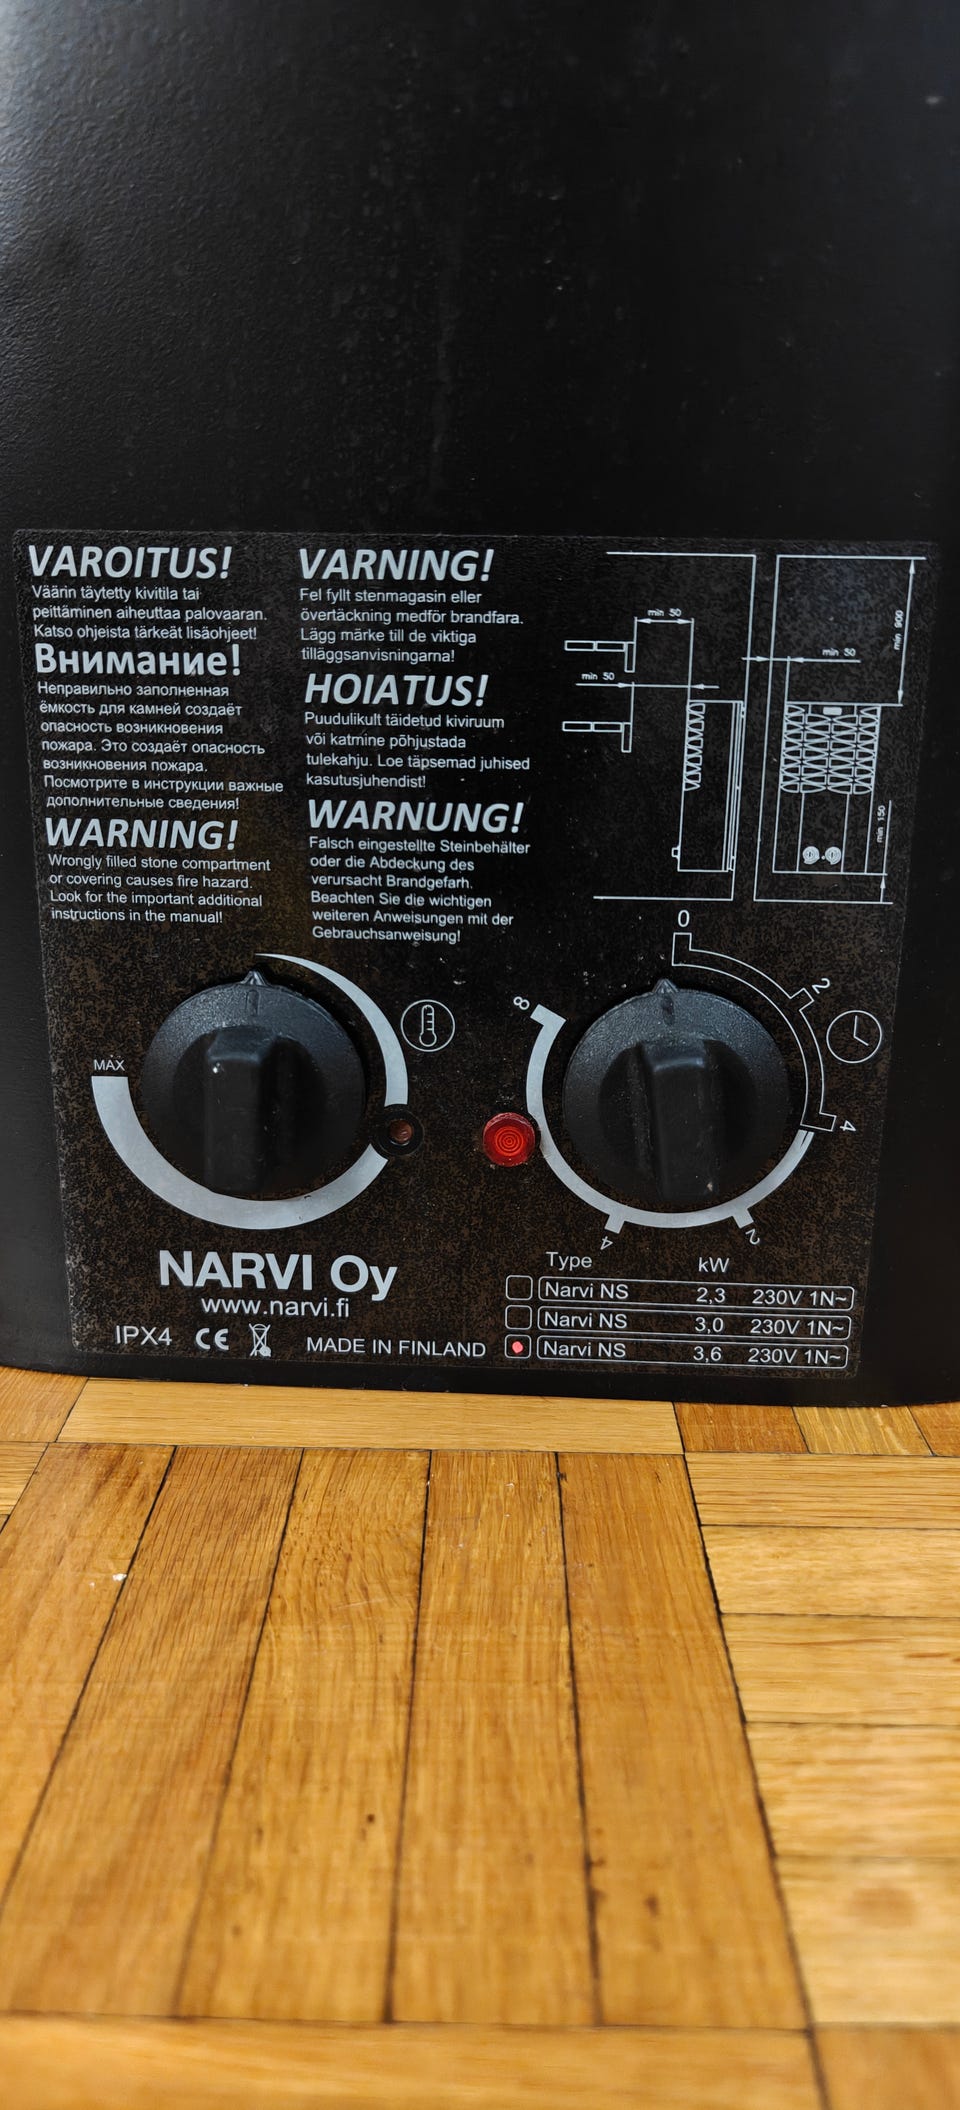 VAROITUS!
Väärin täytetty kivitila tai
peittäminen aiheuttaa palovaaran.
Katso ohjeista tärkeät lisäohjeet!
Внимание!
Неправильно заполненная
ёмкость для камней создаёт
опасность возникновения
пожара. Это создаёт опасность
возникновения пожара.
Посмотрите в инструкции важные
дополнительные сведения!
WARNING!
Wrongly filled stone compartment
or covering causes fire hazard.
Look for the important additional
instructions in the manual!
VARNING!
Fel fyllt stenmagasin eller
övertäckning medför brandfara.
Lägg märke till de viktiga
tilläggsanvisningarna!
HOIATUS!
Puudulikult täidetud kiviruum
või katmine põhjustada
tulekahju. Loe täpsemad juhised
kasutusjuhendist!
WARNUNG!
Falsch eingestellte Steinbehälter
oder die Abdeckung des
verursacht Brandgefarh.
Beachten Sie die wichtigen
weiteren Anweisungen mit der
Gebrauchsanweisung!
min 50
min 50
min 50
min 900
min 150
MAX
0
2
4
2
4
8
NARVI Oy
www.narvi.fi
IPX4 CE MADE IN FINLAND
Type kW
Narvi NS 2,3 230V 1N~
Narvi NS 3,0 230V 1N~
Narvi NS 3,6 230V 1N~